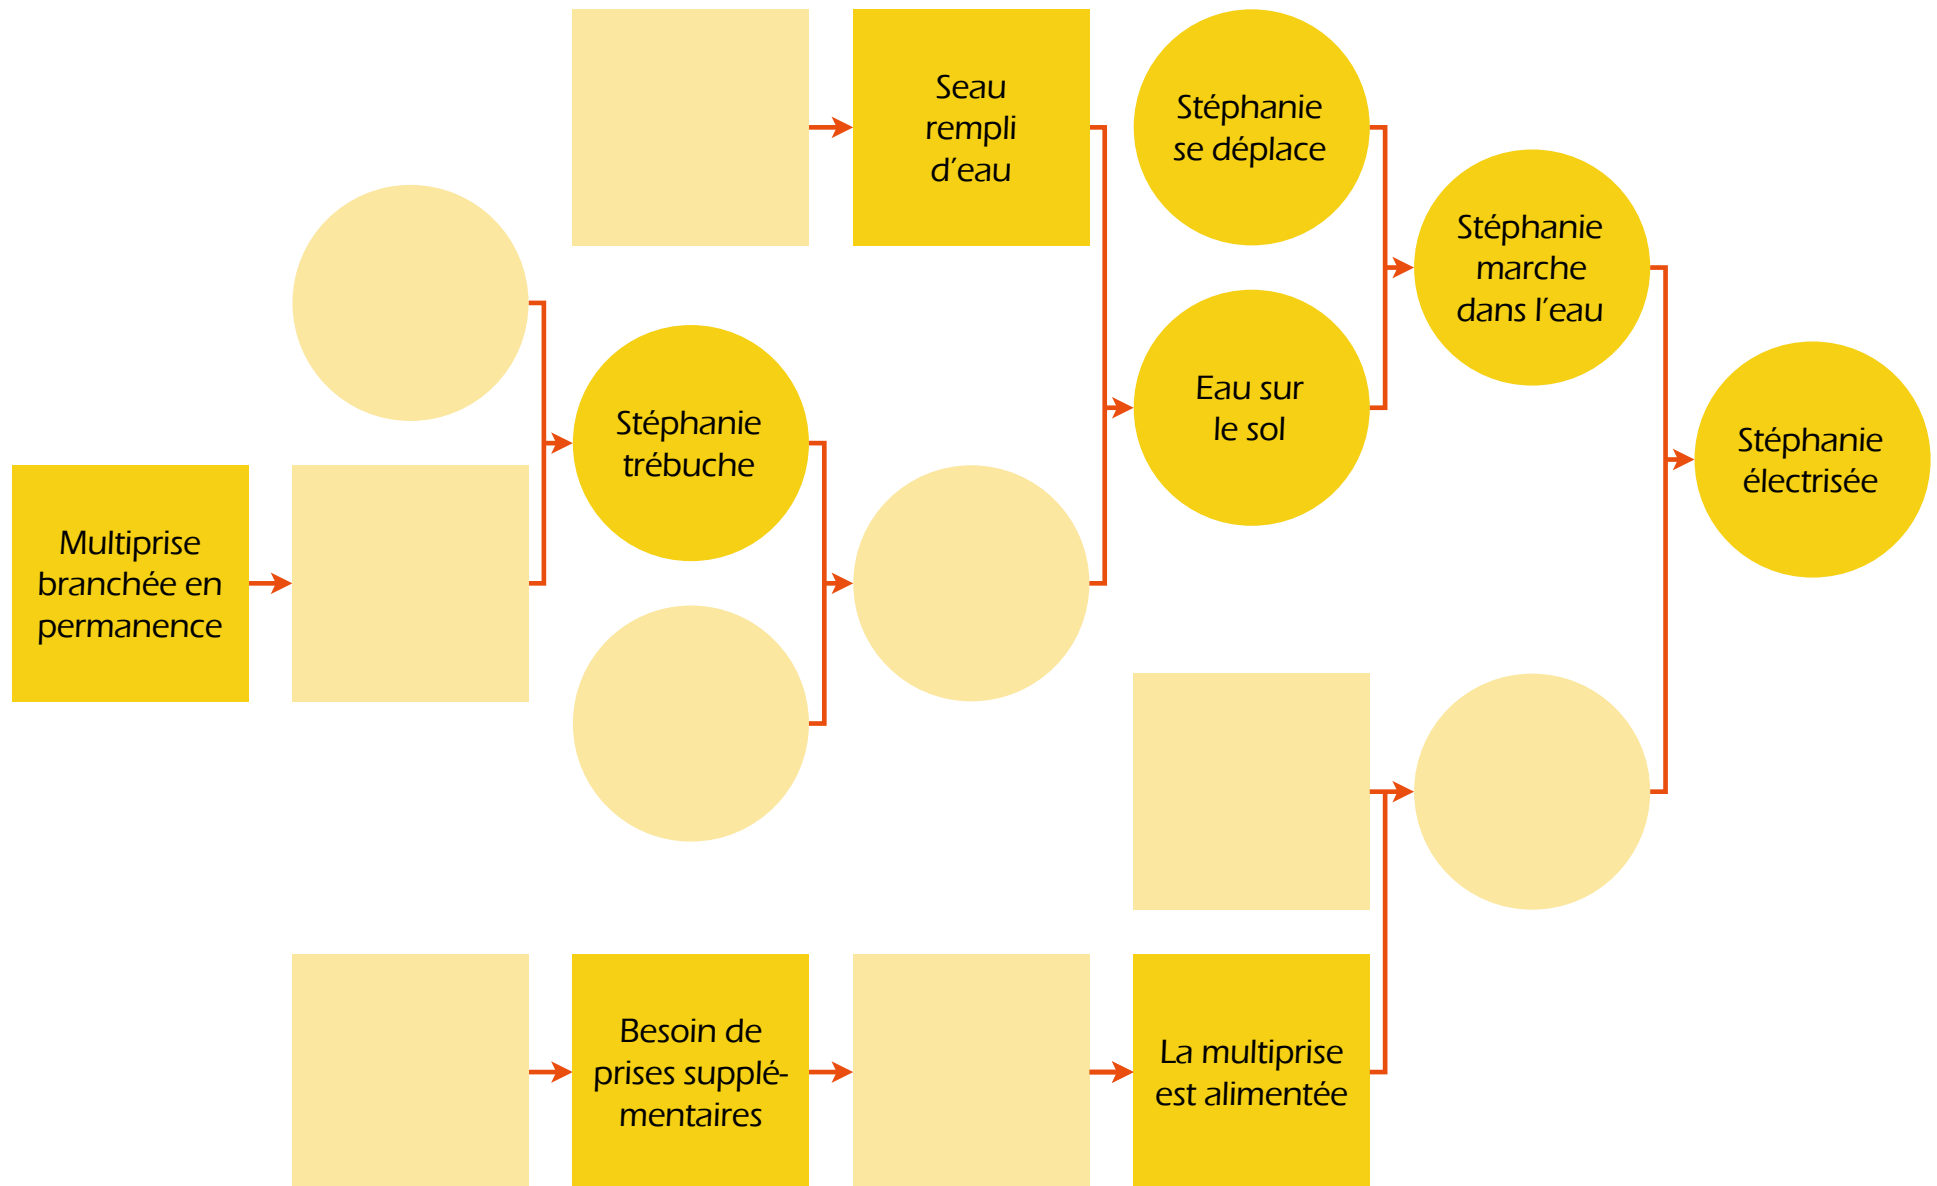 Seau
rempli
d’eau
Stéphanie
se déplace
Stéphanie
marche
dans l’eau
Eau sur
le sol
Stéphanie
trébuche
Stéphanie
électrisée
Multiprise
branchée en
permanence
Besoin de
prises supplé-
mentaires
La multiprise
est alimentée